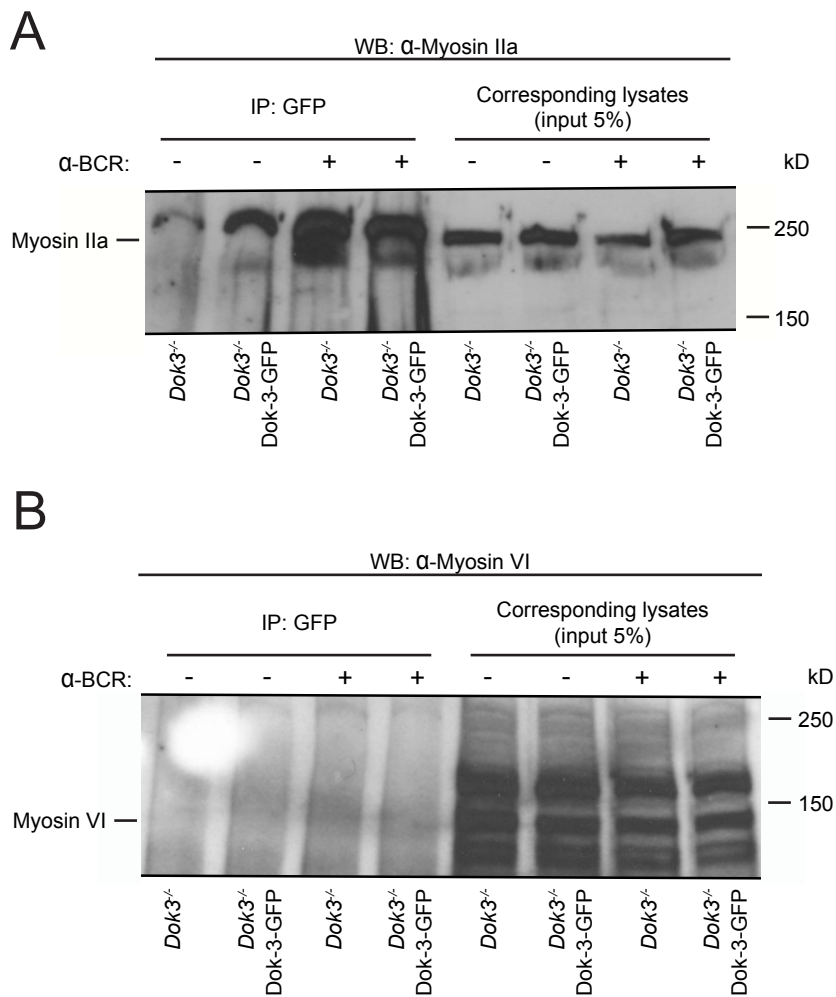 A
WB: α-Myosin IIa
IP: GFP
Corresponding lysates
(input 5%)
α-BCR: - - + + - - + + kD
Myosin IIa
250
150
Dok3-/-
Dok3-/-
Dok-3-GFP
Dok3-/-
Dok3-/-
Dok-3-GFP
Dok3-/-
Dok3-/-
Dok-3-GFP
Dok3-/-
Dok3-/-
Dok-3-GFP
B
WB: α-Myosin VI
IP: GFP
Corresponding lysates
(input 5%)
α-BCR: - - + + - - + + kD
250
150
Myosin VI
Dok3-/-
Dok3-/-
Dok-3-GFP
Dok3-/-
Dok3-/-
Dok-3-GFP
Dok3-/-
Dok3-/-
Dok-3-GFP
Dok3-/-
Dok3-/-
Dok-3-GFP